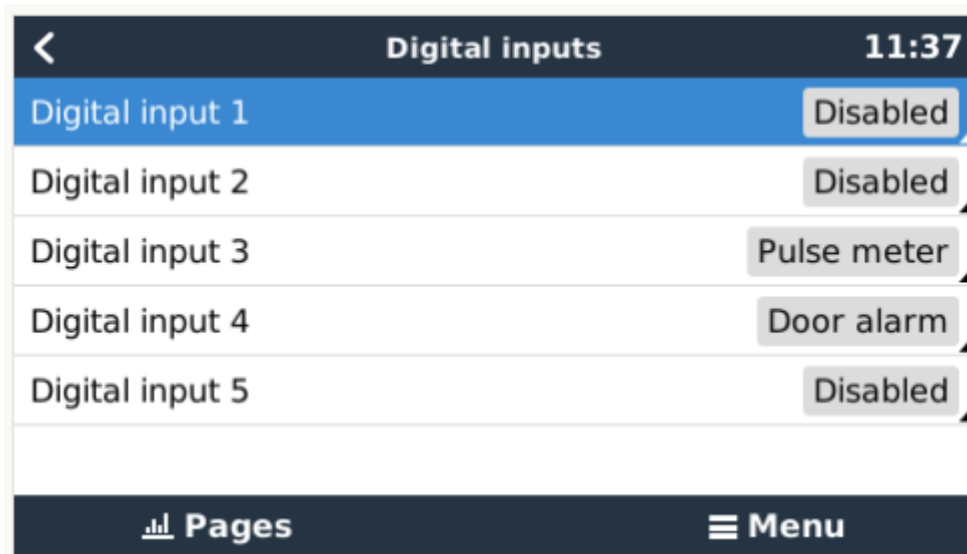 Digital inputs 11:37
Digital input 1 Disabled
Digital input 2 Disabled
Digital input 3 Pulse meter
Digital input 4 Door alarm
Digital input 5 Disabled
Pages Menu